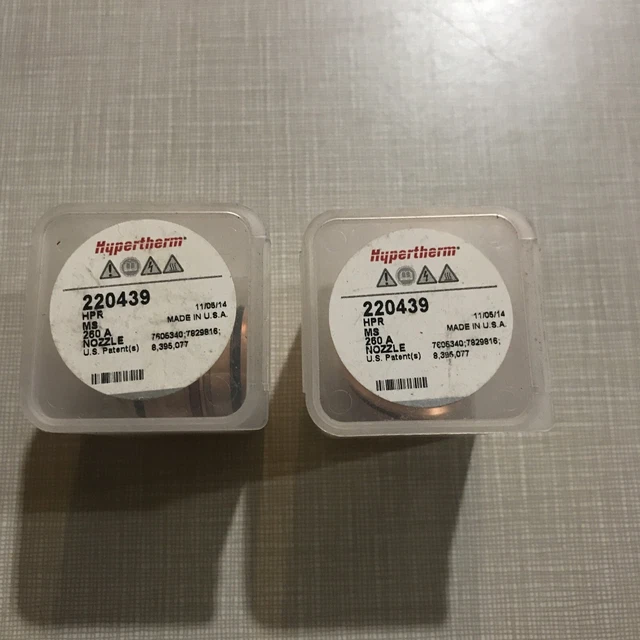 Hypertherm
220439
11/05/14
HPR
MADE IN U.S.A.
MS
260 A
NOZZLE
7605340;7829816;
U.S. Patent(s)
8,395,077
Hypertherm
220439
11/05/14
HPR
MADE IN U.S.A.
MS
260 A
NOZZLE
7605340;7829816;
U.S. Patent(s)
8,395,077